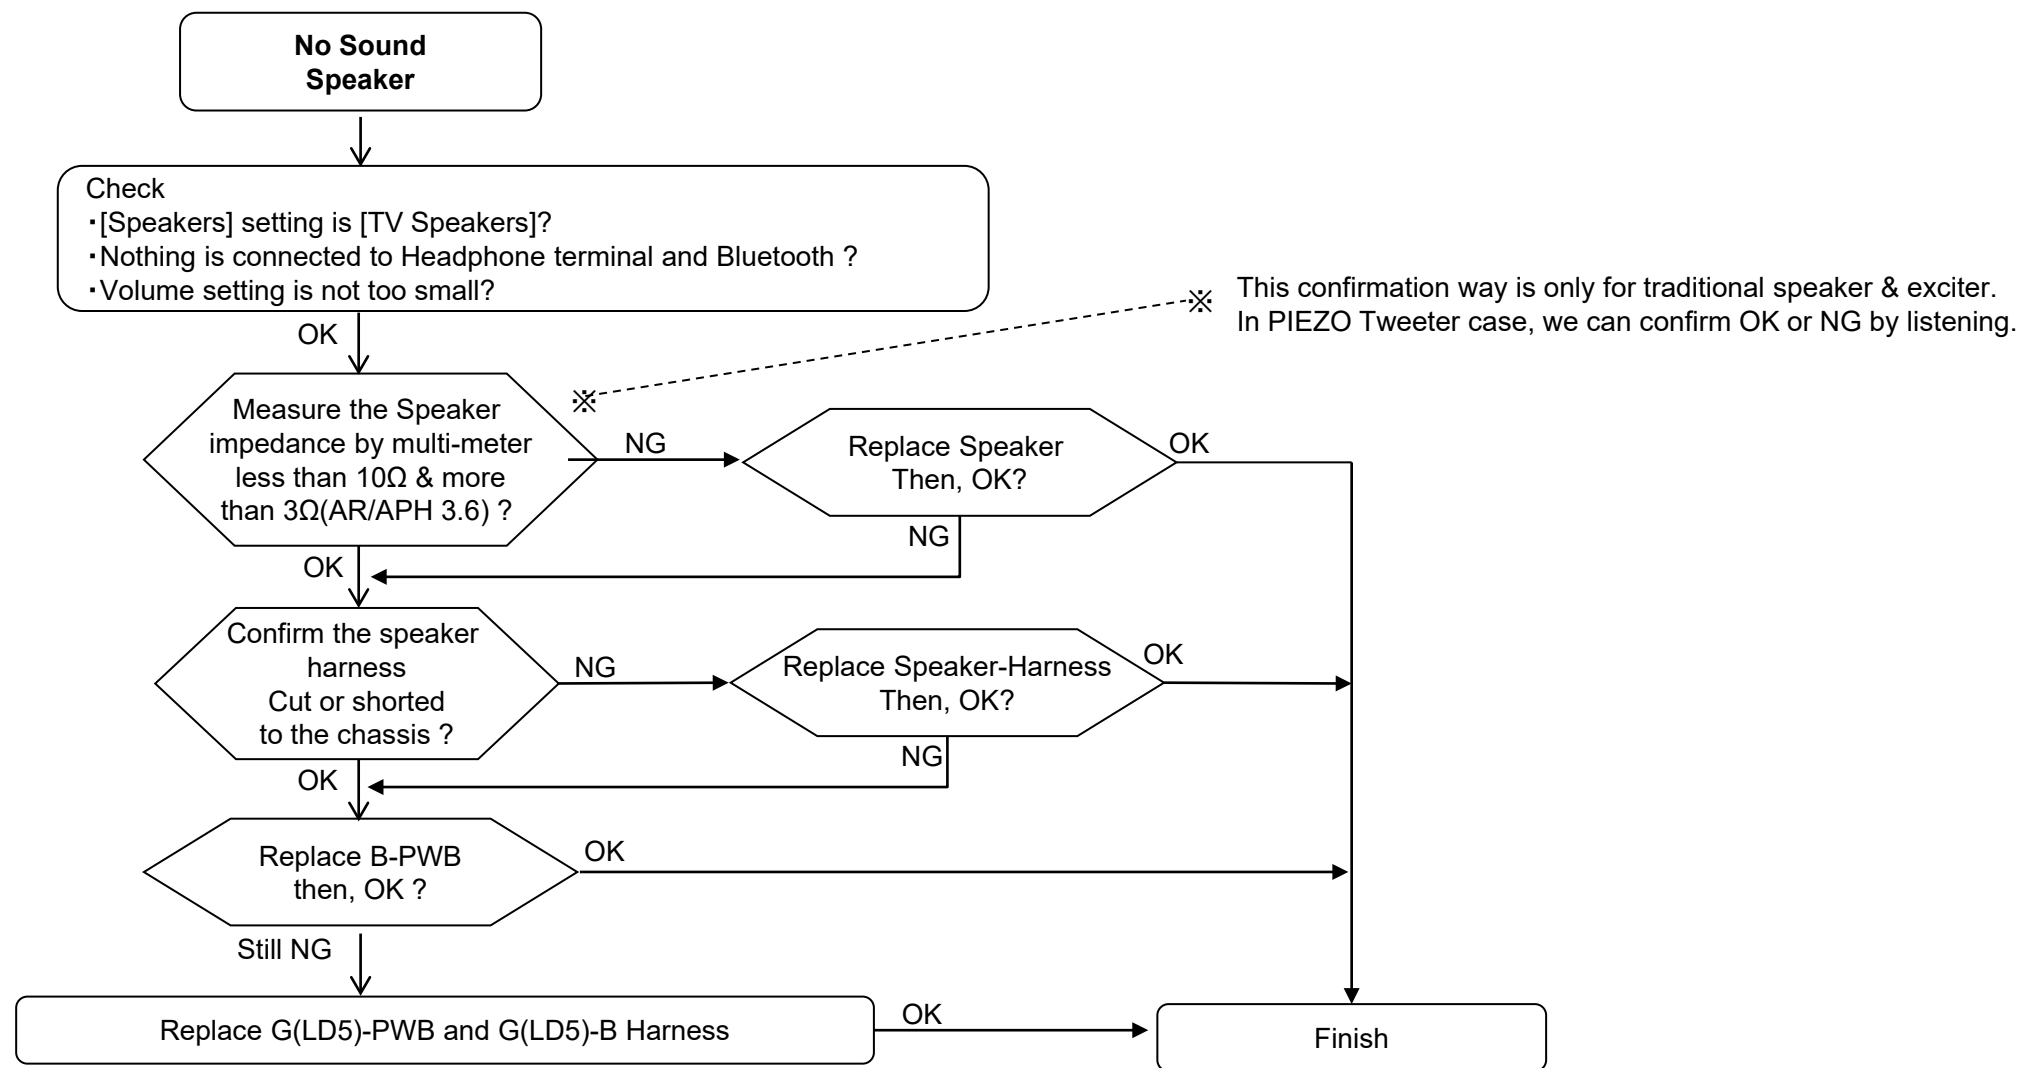 No Sound
Speaker
Check
・[Speakers] setting is [TV Speakers]?
・Nothing is connected to Headphone terminal and Bluetooth ?
・Volume setting is not too small?
※ This confirmation way is only for traditional speaker & exciter.
In PIEZO Tweeter case, we can confirm OK or NG by listening.
OK
※
Measure the Speaker
impedance by multi-meter
less than 10Ω & more
than 3Ω(AR/APH 3.6) ?
NG
Replace Speaker
Then, OK?
OK
NG
OK
Confirm the speaker
harness
Cut or shorted
to the chassis ?
NG
Replace Speaker-Harness
Then, OK?
OK
NG
OK
Replace B-PWB
then, OK ?
OK
Still NG
Replace G(LD5)-PWB and G(LD5)-B Harness
OK
Finish